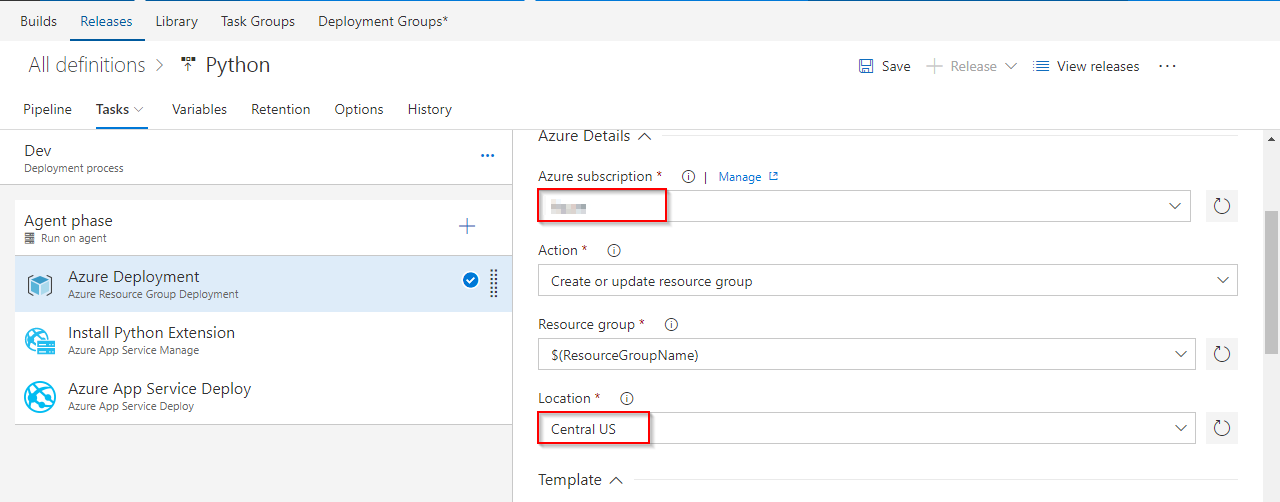 Builds Releases Library Task Groups Deployment Groups*
All definitions > Python
Save + Release View releases ...
Pipeline Tasks Variables Retention Options History
Dev
Deployment process
...
Agent phase
Run on agent
Azure Deployment
Azure Resource Group Deployment
Install Python Extension
Azure App Service Manage
Azure App Service Deploy
Azure App Service Deploy
Azure Details
Azure subscription * | Manage
Action *
Create or update resource group
Resource group *
$(ResourceGroupName)
Location *
Central US
Template